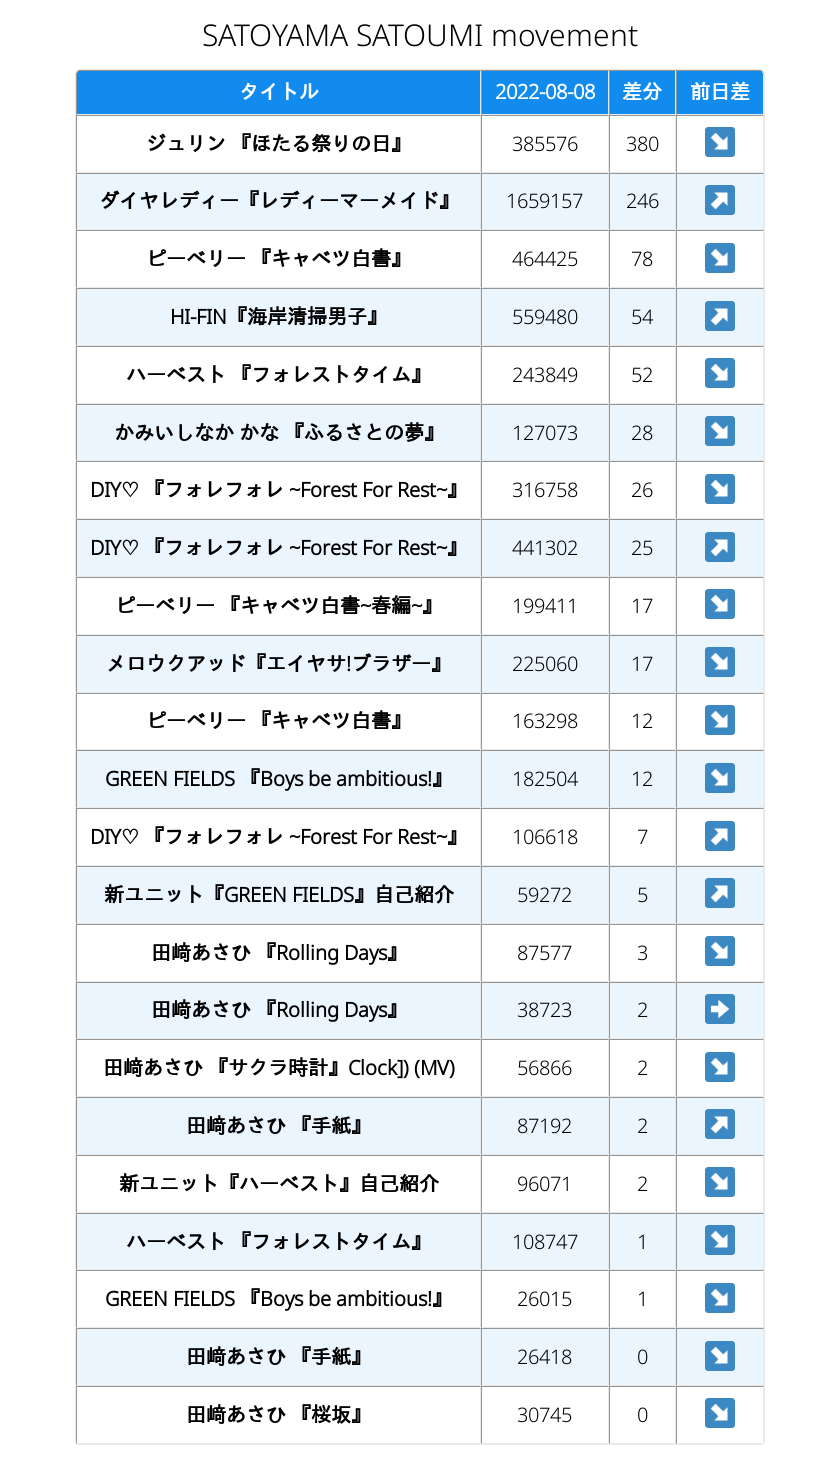 SATOYAMA SATOUMI movement
タイトル 2022-08-08 差分 前日差
ジュリン 『ほたる祭りの日』 385576 380 ↘
ダイヤレディー『レディーマーメイド』 1659157 246 ↗
ピーベリー 『キャベツ白書』 464425 78 ↘
HI-FIN『海岸清掃男子』 559480 54 ↗
ハーベスト 『フォレストタイム』 243849 52 ↘
かみいしなか かな 『ふるさとの夢』 127073 28 ↘
DIY♡ 『フォレフォレ ~Forest For Rest~』 316758 26 ↘
DIY♡ 『フォレフォレ ~Forest For Rest~』 441302 25 ↗
ピーベリー 『キャベツ白書~春編~』 199411 17 ↘
メロウクアッド『エイヤサ!ブラザー』 225060 17 ↘
ピーベリー 『キャベツ白書』 163298 12 ↘
GREEN FIELDS 『Boys be ambitious!』 182504 12 ↘
DIY♡ 『フォレフォレ ~Forest For Rest~』 106618 7 ↗
新ユニット『GREEN FIELDS』自己紹介 59272 5 ↗
田﨑あさひ 『Rolling Days』 87577 3 ↘
田﨑あさひ 『Rolling Days』 38723 2 ➡
田﨑あさひ 『サクラ時計』Clock]) (MV) 56866 2 ↘
田﨑あさひ 『手紙』 87192 2 ↗
新ユニット『ハーベスト』自己紹介 96071 2 ↘
ハーベスト 『フォレストタイム』 108747 1 ↘
GREEN FIELDS 『Boys be ambitious!』 26015 1 ↘
田﨑あさひ 『手紙』 26418 0 ↘
田﨑あさひ 『桜坂』 30745 0 ↘